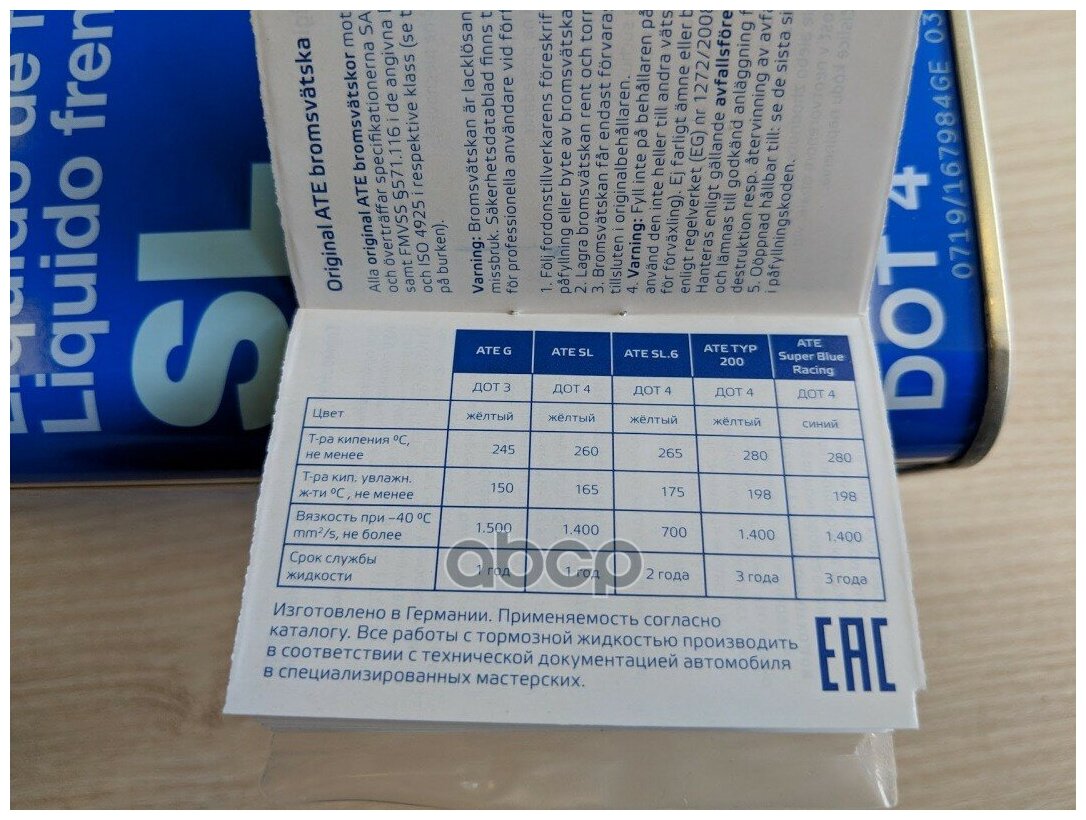 Liquido fren
SL
DOT 4
0719/167984GE 03
Original ATE bromsvätska
Alla original ATE bromsvätskor mot
och överträffar specifikationerna SA
samt FMVSS §571.116 i de angivna
och ISO 4925 i respektive klass (se t
på burken).
Varning: Bromsvätskan är lacklösan
missbruk. Säkerhetsdatablad finns t
för professionella användare vid förf
1. Följ fordonstillverkarens föreskrif
påfyllning eller byte av bromsvätska
2. Lagra bromsvätskan rent och torr
3. Bromsvätskan får endast förvara
tillsluten i originalbehållaren.
4. Varning: Fyll inte på behållaren på
använd den inte heller till andra väts
för förväxling). Ej farligt ämne eller b
enligt regelverket (EG) nr 1272/2008
Hanteras enligt gällande avfallsföre
och lämnas till godkänd anläggning f
destruktion resp. återvinning av avfa
5. Oöppnad hållbar till: se de sista si
i påfyllningskoden.
ATE G ATE SL ATE SL.6 ATE TYP 200 ATE Super Blue Racing
ДОТ 3 ДОТ 4 ДОТ 4 ДОТ 4 ДОТ 4
Цвет жёлтый жёлтый жёлтый жёлтый синий
Т-ра кипения ºC,
не менее 245 260 265 280 280
Т-ра кип. увлажн.
ж-ти ºC , не менее 150 165 175 198 198
Вязкость при –40 ºC
mm²/s, не более 1.500 1.400 700 1.400 1.400
Срок службы
жидкости 1 год 1 год 2 года 3 года 3 года
abcp
Изготовлено в Германии. Применяемость согласно
каталогу. Все работы с тормозной жидкостью производить
в соответствии с технической документацией автомобиля
в специализированных мастерских.
EAC